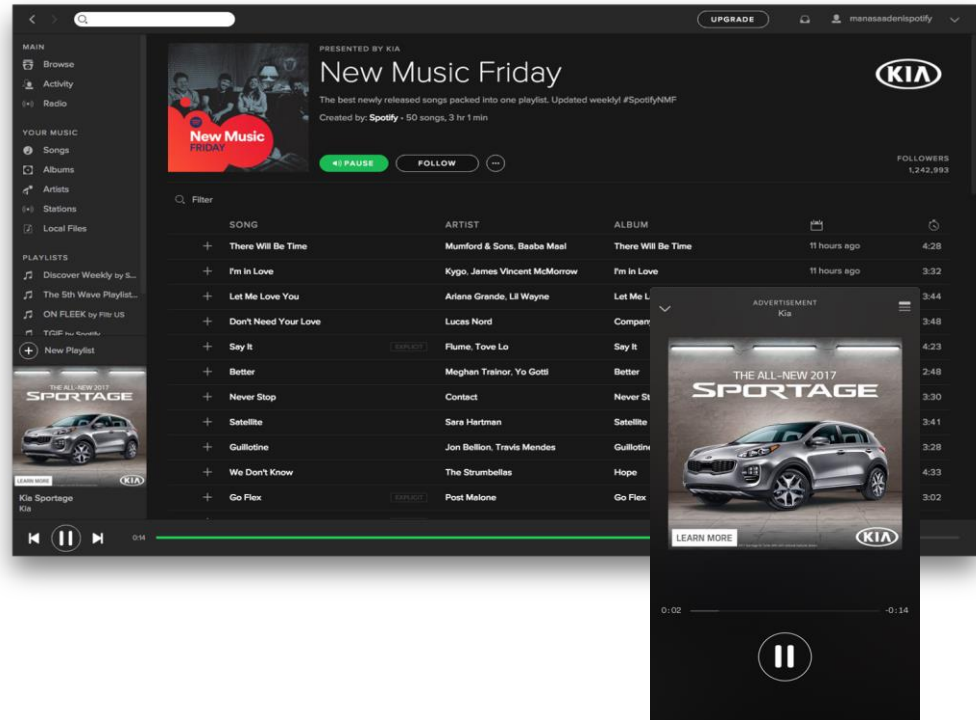 UPGRADE
manasaadenispotify
MAIN
Browse
Activity
Radio
YOUR MUSIC
Songs
Albums
Artists
Stations
Local Files
PLAYLISTS
Discover Weekly by S...
The 5th Wave Playlist...
ON FLEEK by Filtr US
TGIF by Spotify
New Playlist
THE ALL-NEW 2017
SPORTAGE
LEARN MORE
KIA
Kia Sportage
Kia
New Music
FRIDAY
PRESENTED BY KIA
New Music Friday
The best newly released songs packed into one playlist. Updated weekly! #SpotifyNMF
Created by: Spotify • 50 songs, 3 hr 1 min
PAUSE
FOLLOW
KIA
FOLLOWERS
1,242,993
Filter
SONG ARTIST ALBUM
There Will Be Time Mumford & Sons, Baaba Maal There Will Be Time 11 hours ago 4:28
I'm in Love Kygo, James Vincent McMorrow I'm in Love 11 hours ago 3:32
Let Me Love You Ariana Grande, Lil Wayne Let Me L 3:44
Don't Need Your Love Lucas Nord Company 3:48
Say It EXPLICIT Flume, Tove Lo Say It 4:23
Better Meghan Trainor, Yo Gotti Better 2:48
Never Stop Contact Never St 3:30
Satellite Sara Hartman Satellite 3:41
Guillotine Jon Bellion, Travis Mendes Guillotine 3:28
We Don't Know The Strumbellas Hope 4:33
Go Flex EXPLICIT Post Malone Go Flex 3:02
0:14
ADVERTISEMENT
Kia
THE ALL-NEW 2017
SPORTAGE
LEARN MORE
KIA
0:02 -0:14